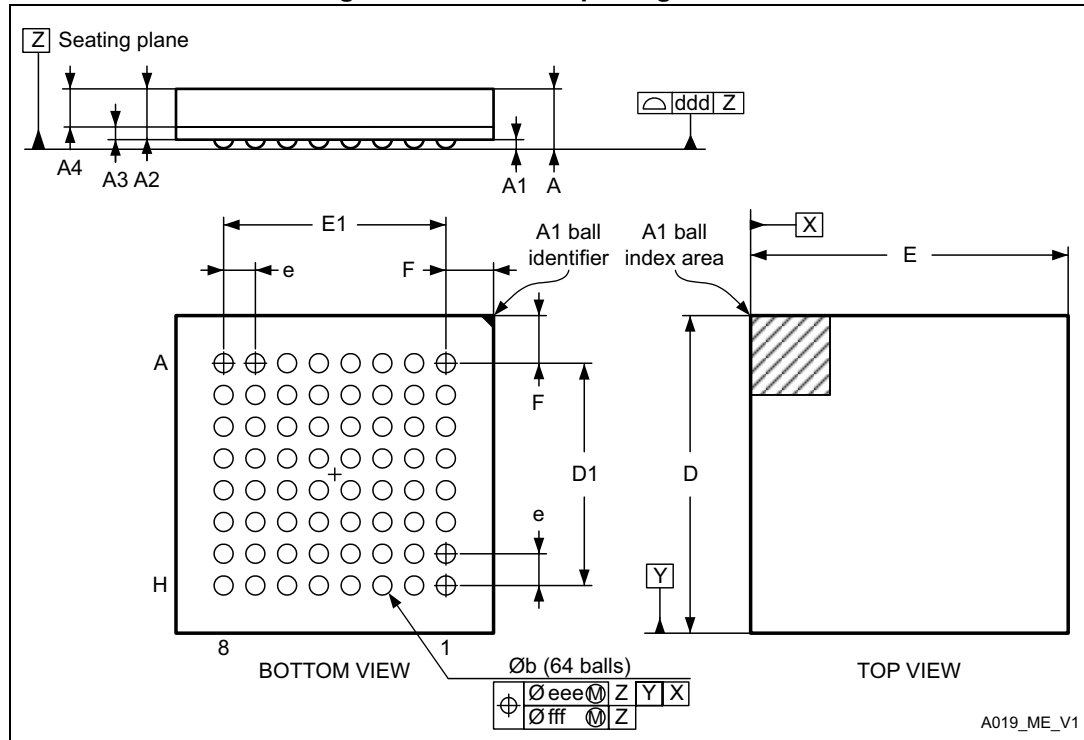 Z Seating plane
ddd Z
A4
A3 A2
A1
A
E1
A1 ball
identifier
A1 ball
index area
X
e
F
E
A
F
D1
D
e
H
Y
8
1
BOTTOM VIEW
Øb (64 balls)
TOP VIEW
Ø eee Ⓜ Z Y X
Ø fff Ⓜ Z
A019_ME_V1